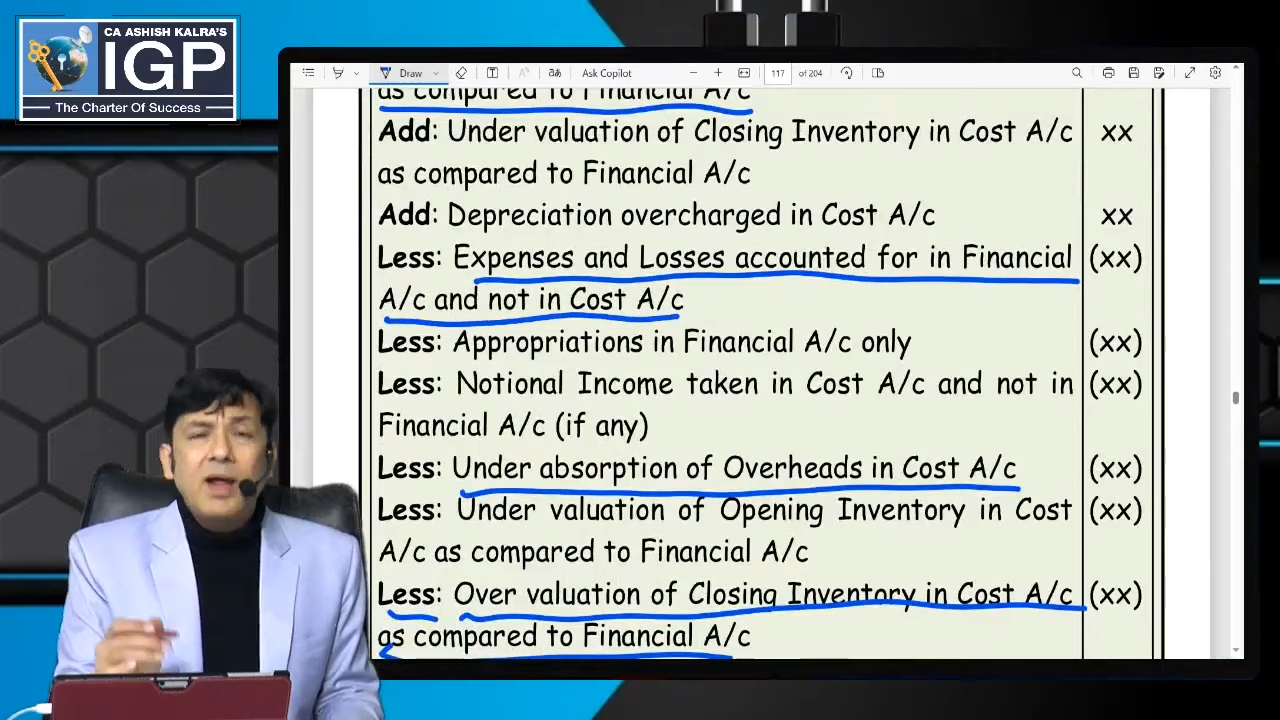 CA ASHISH KALRA'S
IGP
The Charter Of Success
Draw
Ask Copilot
117 of 204
as compared to Financial A/c
Add: Under valuation of Closing Inventory in Cost A/c xx
as compared to Financial A/c
Add: Depreciation overcharged in Cost A/c xx
Less: Expenses and Losses accounted for in Financial (xx)
A/c and not in Cost A/c
Less: Appropriations in Financial A/c only (xx)
Less: Notional Income taken in Cost A/c and not in (xx)
Financial A/c (if any)
Less: Under absorption of Overheads in Cost A/c (xx)
Less: Under valuation of Opening Inventory in Cost (xx)
A/c as compared to Financial A/c
Less: Over valuation of Closing Inventory in Cost A/c (xx)
as compared to Financial A/c